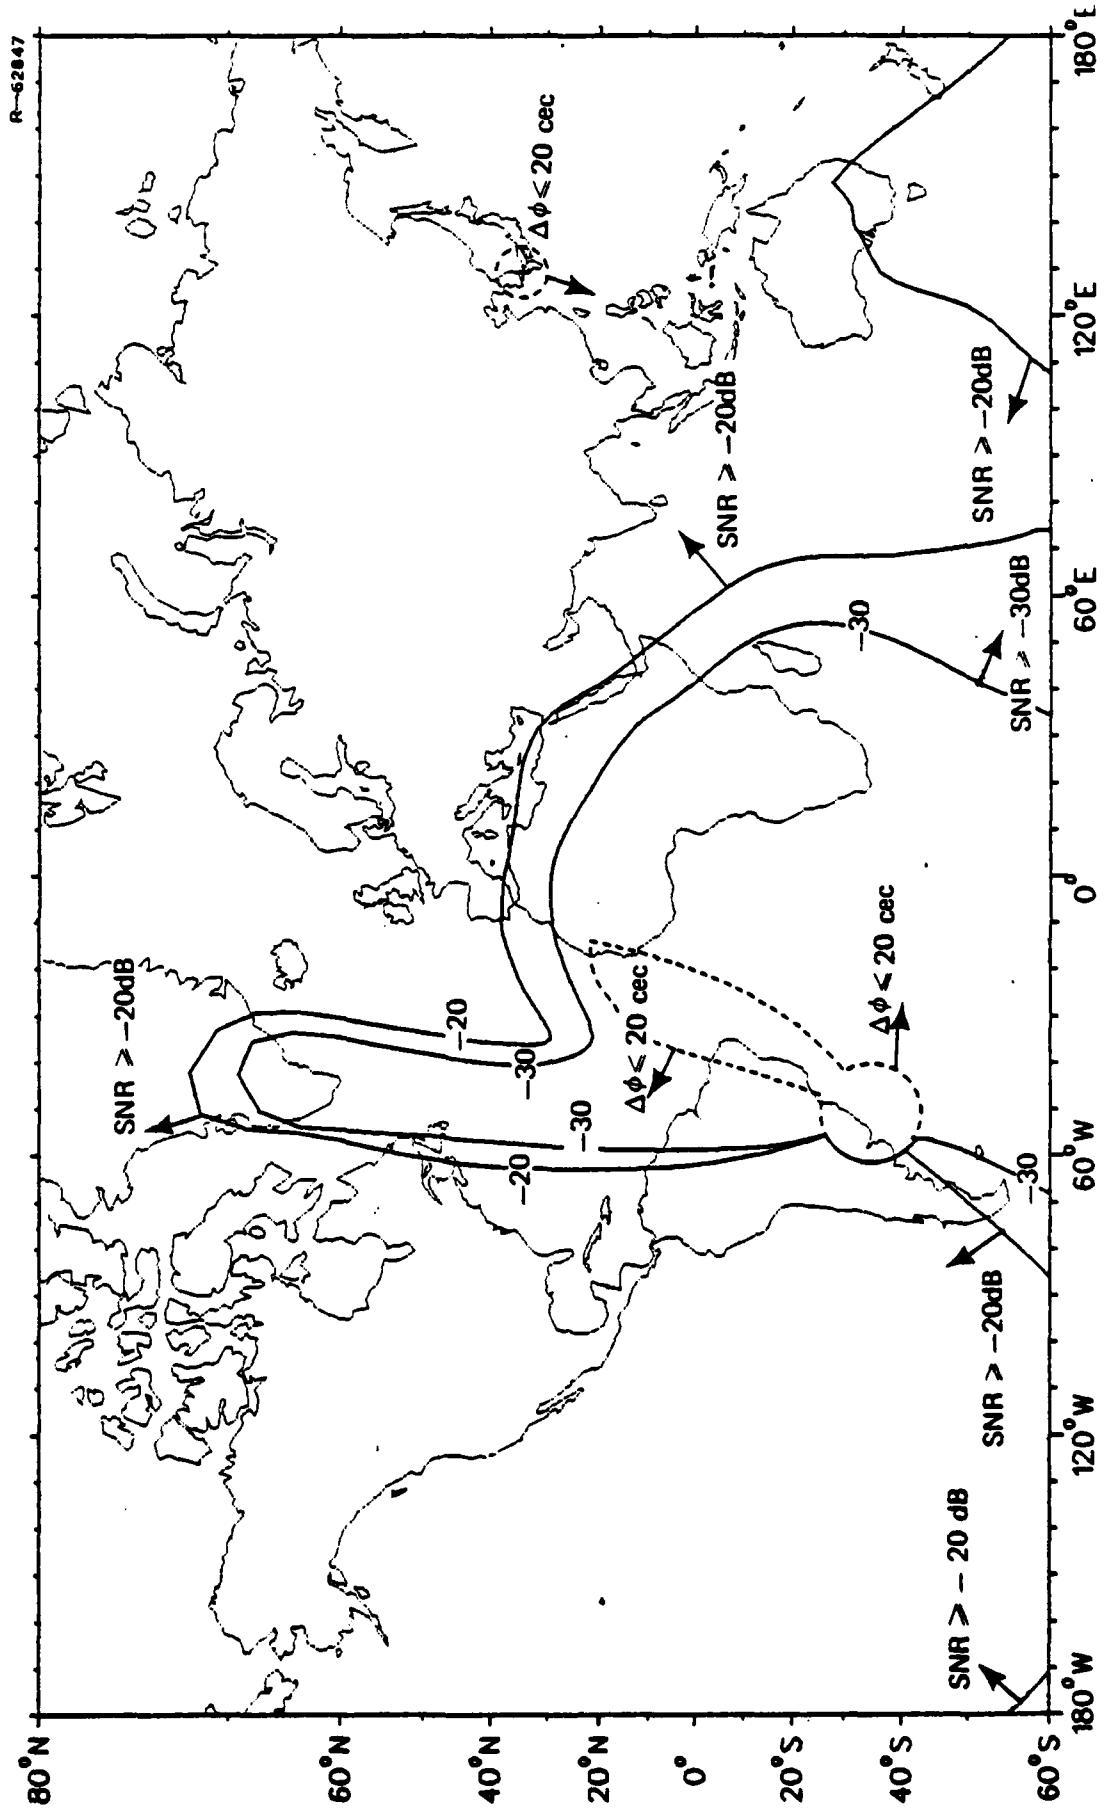 R-62847
80°N
60°N
40°N
20°N
0°
20°S
40°S
60°S
180°W
120°W
60°W
0°
60°E
120°E
180°E
SNR ⩾ -20dB
-20
-30
-30
-20
Δφ ⩽ 20 cec
Δφ ⩽ 20 cec
Δφ ⩽ 20 cec
SNR ⩾ -20dB
-30
SNR ⩾ -30dB
SNR ⩾ -20dB
-30
SNR ⩾ -20dB
SNR ⩾ -20 dB